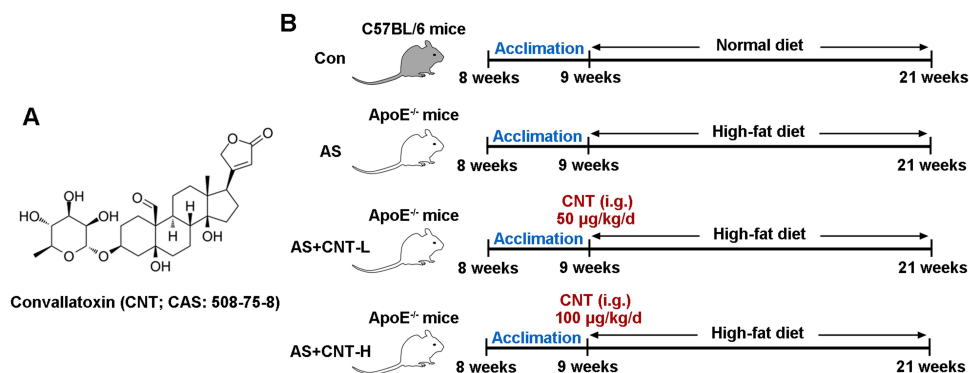 A
O
O
O
H
H
OH
OH
HO
OH
HO
O
O
OH
Convallatoxin (CNT; CAS: 508-75-8)
B
C57BL/6 mice
Con
Acclimation
Normal diet
8 weeks
9 weeks
21 weeks
ApoE-/- mice
AS
Acclimation
High-fat diet
8 weeks
9 weeks
21 weeks
ApoE-/- mice
CNT (i.g.)
50 μg/kg/d
AS+CNT-L
Acclimation
High-fat diet
8 weeks
9 weeks
21 weeks
ApoE-/- mice
CNT (i.g.)
100 μg/kg/d
AS+CNT-H
Acclimation
High-fat diet
8 weeks
9 weeks
21 weeks